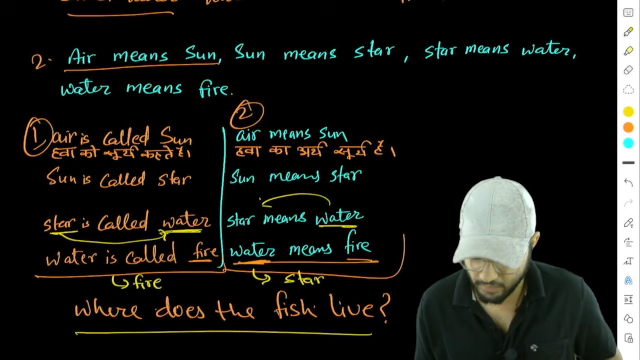 2. Air means Sun, Sun means star, star means water,
water means fire.
① air is called Sun
हवा को सूर्य कहते हैं।
Sun is called star
star is called water
water is called fire
↳ fire
② air means sun
हवा का अर्थ सूर्य हैं।
Sun means star
star means water
water means fire
↳ star
where does the fish live?